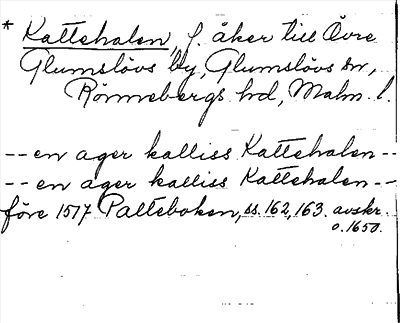 * Kattehalen, f. åker till Övre
Glumslövs by, Glumslövs sn,
Rönnebergs hd, Malm. l.
-- en ager kalliss Kattehalen --
-- en ager kalliss Kattehalen --
före 1517 Palteboken, ss. 162, 163. avskr.
o. 1650.